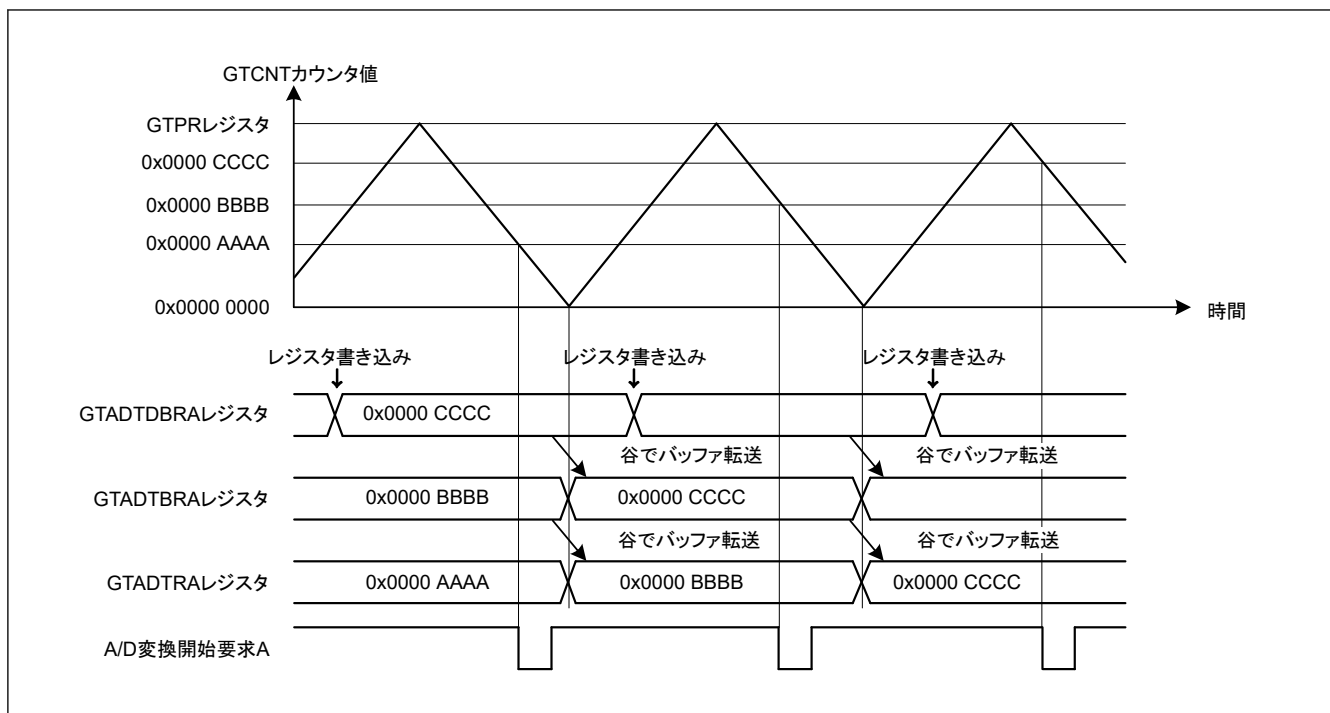 GTCNTカウンタ値
GTPRレジスタ
0x0000 CCCC
0x0000 BBBB
0x0000 AAAA
0x0000 0000
時間
レジスタ書き込み レジスタ書き込み レジスタ書き込み
GTADTDBRAレジスタ 0x0000 CCCC
谷でバッファ転送 谷でバッファ転送
GTADTBRAレジスタ 0x0000 BBBB 0x0000 CCCC
谷でバッファ転送 谷でバッファ転送
GTADTRAレジスタ 0x0000 AAAA 0x0000 BBBB 0x0000 CCCC
A/D変換開始要求A